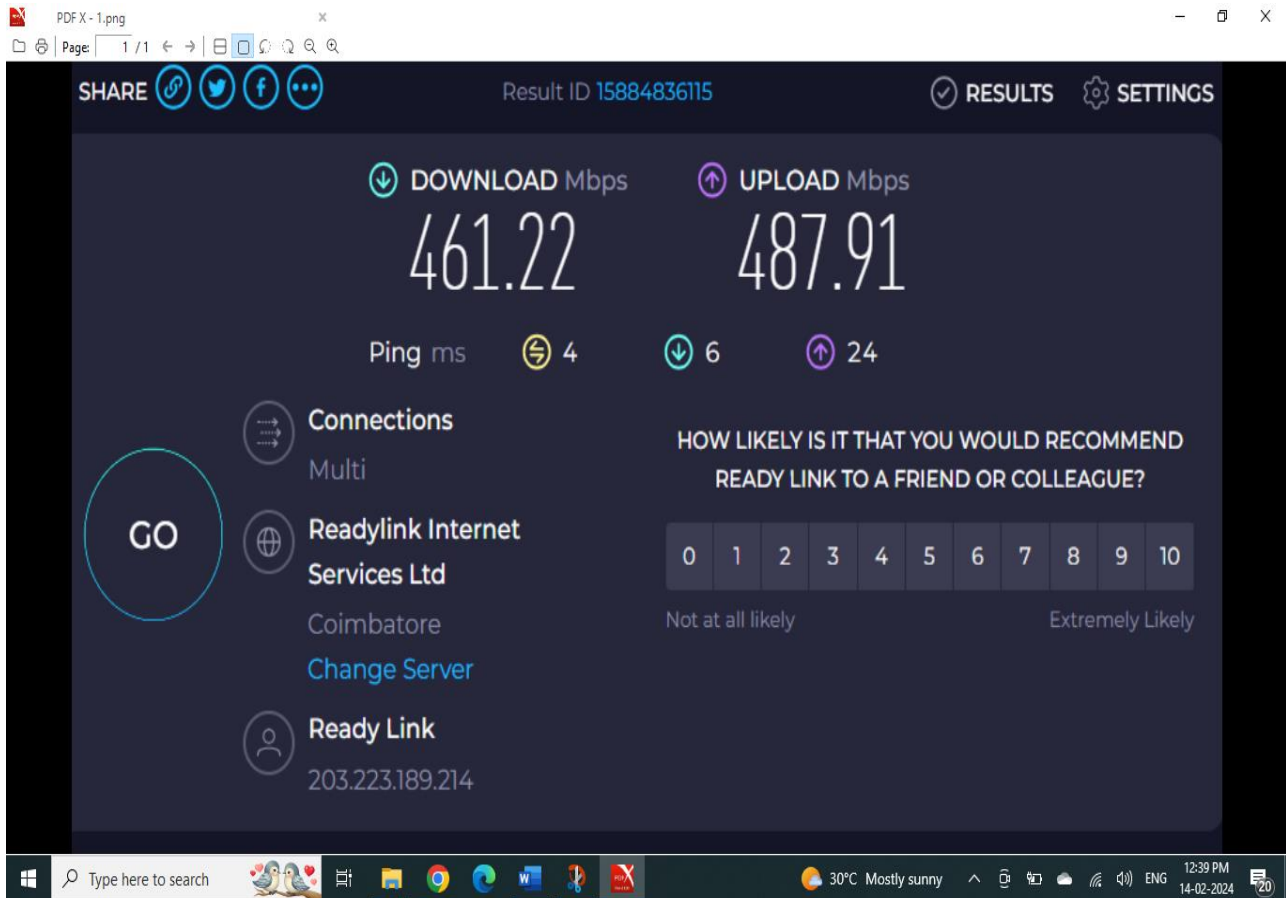 PDF X - 1.png
Page: 1 / 1
SHARE Result ID 15884836115 RESULTS SETTINGS
DOWNLOAD Mbps UPLOAD Mbps
461.22 487.91
Ping ms 4 6 24
Connections
Multi
HOW LIKELY IS IT THAT YOU WOULD RECOMMEND
READY LINK TO A FRIEND OR COLLEAGUE?
GO
Readylink Internet
Services Ltd
Coimbatore
Change Server
0 1 2 3 4 5 6 7 8 9 10
Not at all likely Extremely Likely
Ready Link
203.223.189.214
Type here to search 30°C Mostly sunny ENG 12:39 PM
14-02-2024 20